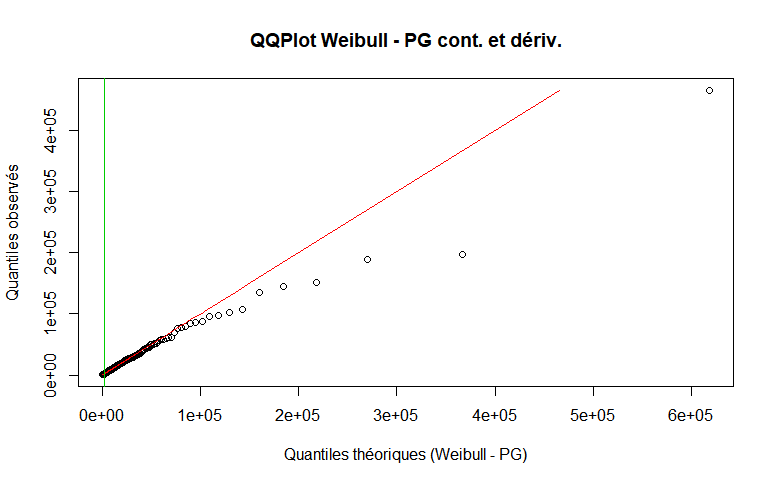 QQPlot Weibull - PG cont. et dériv.
Quantiles observés
4e+05
3e+05
2e+05
1e+05
0e+00
0e+00 1e+05 2e+05 3e+05 4e+05 5e+05 6e+05
Quantiles théoriques (Weibull - PG)